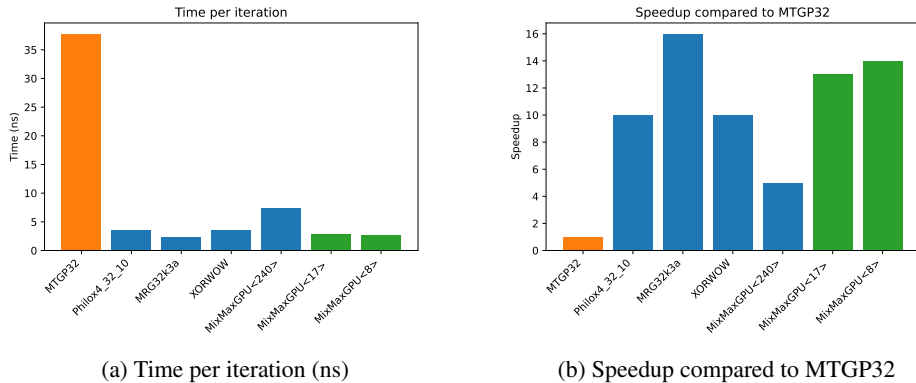 Time per iteration
Time (ns)
35
30
25
20
15
10
5
0
MTGP32
Philox4_32_10
MRG32k3a
XORWOW
MixMaxGPU<240>
MixMaxGPU<17>
MixMaxGPU<8>
(a) Time per iteration (ns)
Speedup compared to MTGP32
Speedup
16
14
12
10
8
6
4
2
0
MTGP32
Philox4_32_10
MRG32k3a
XORWOW
MixMaxGPU<240>
MixMaxGPU<17>
MixMaxGPU<8>
(b) Speedup compared to MTGP32